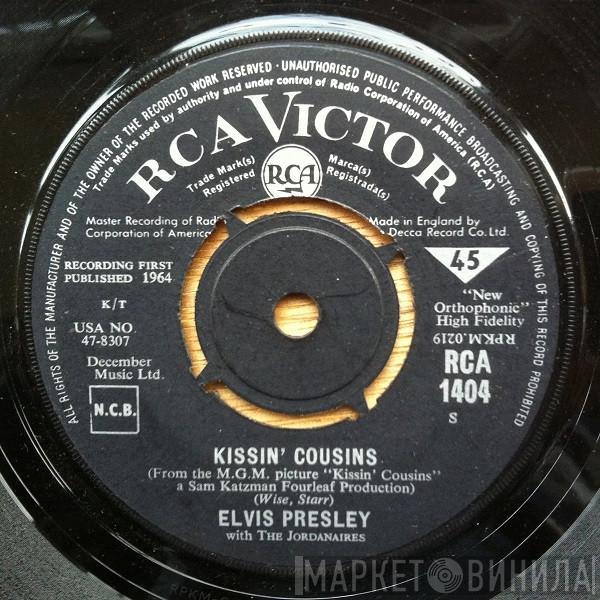 ALL RIGHTS OF THE MANUFACTURER AND OF THE OWNER OF THE RECORDED WORK RESERVED · UNAUTHORISED PUBLIC PERFORMANCE BROADCASTING AND COPYING OF THIS RECORD PROHIBITED
Trade Marks used by authority and under control of Radio Corporation of America (R.C.A)
RCA VICTOR
Trade Mark(s)
Registered
RCA
Marca(s)
Registrada(s)
Master Recording of Radio
Corporation of America
Made in England by
Decca Record Co. Ltd.
RECORDING FIRST
PUBLISHED 1964
45
K/T
USA NO.
47-8307
"New
Orthophonic"
High Fidelity
RPKM.0219
December
Music Ltd.
RCA
1404
N.C.B.
S
KISSIN' COUSINS
(From the M.G.M. picture "Kissin' Cousins"
a Sam Katzman Fourleaf Production)
(Wise, Starr)
ELVIS PRESLEY
with THE JORDANAIRES
МАРКЕТ ВИНИЛА